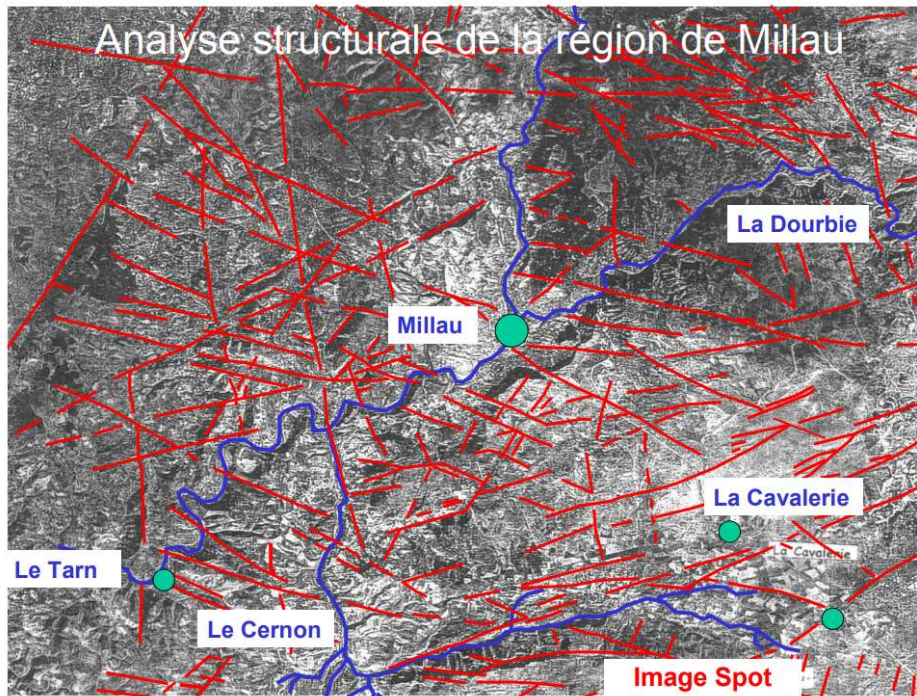 Analyse structurale de la région de Millau
La Dourbie
Millau
La Cavalerie
La Cavalerie
Le Tarn
Le Cernon
Image Spot